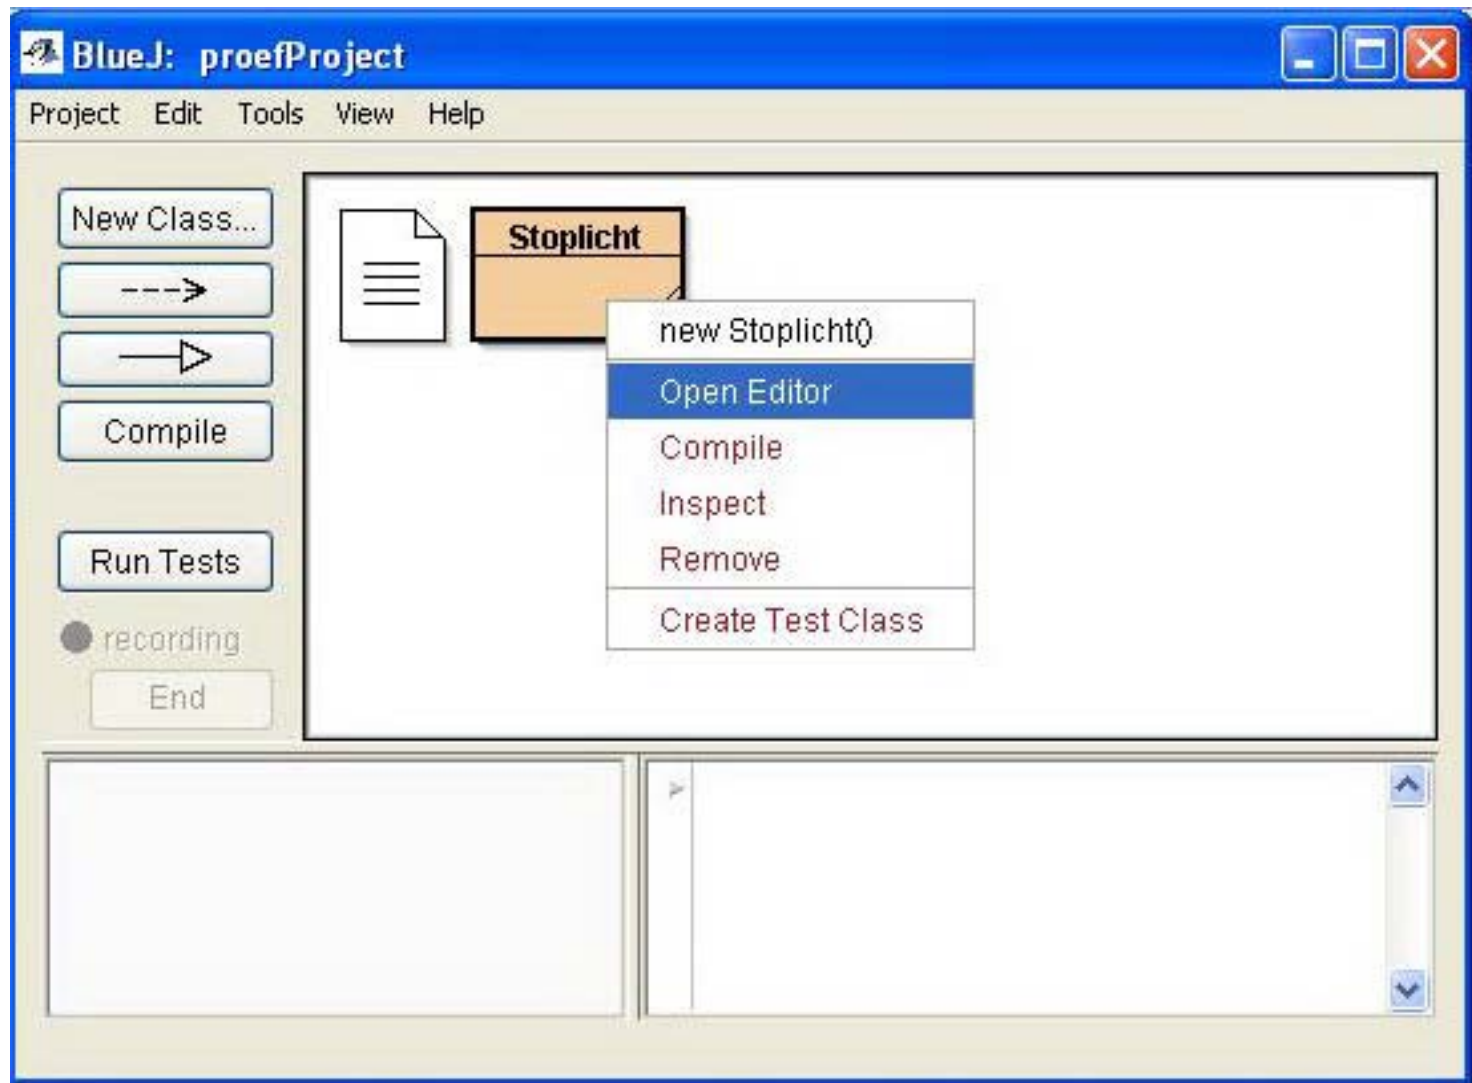 BlueJ: proefProject
Project Edit Tools View Help
New Class...
Stoplicht
new Stoplicht()
Open Editor
Compile
Compile
Inspect
Remove
Run Tests
Create Test Class
recording
End